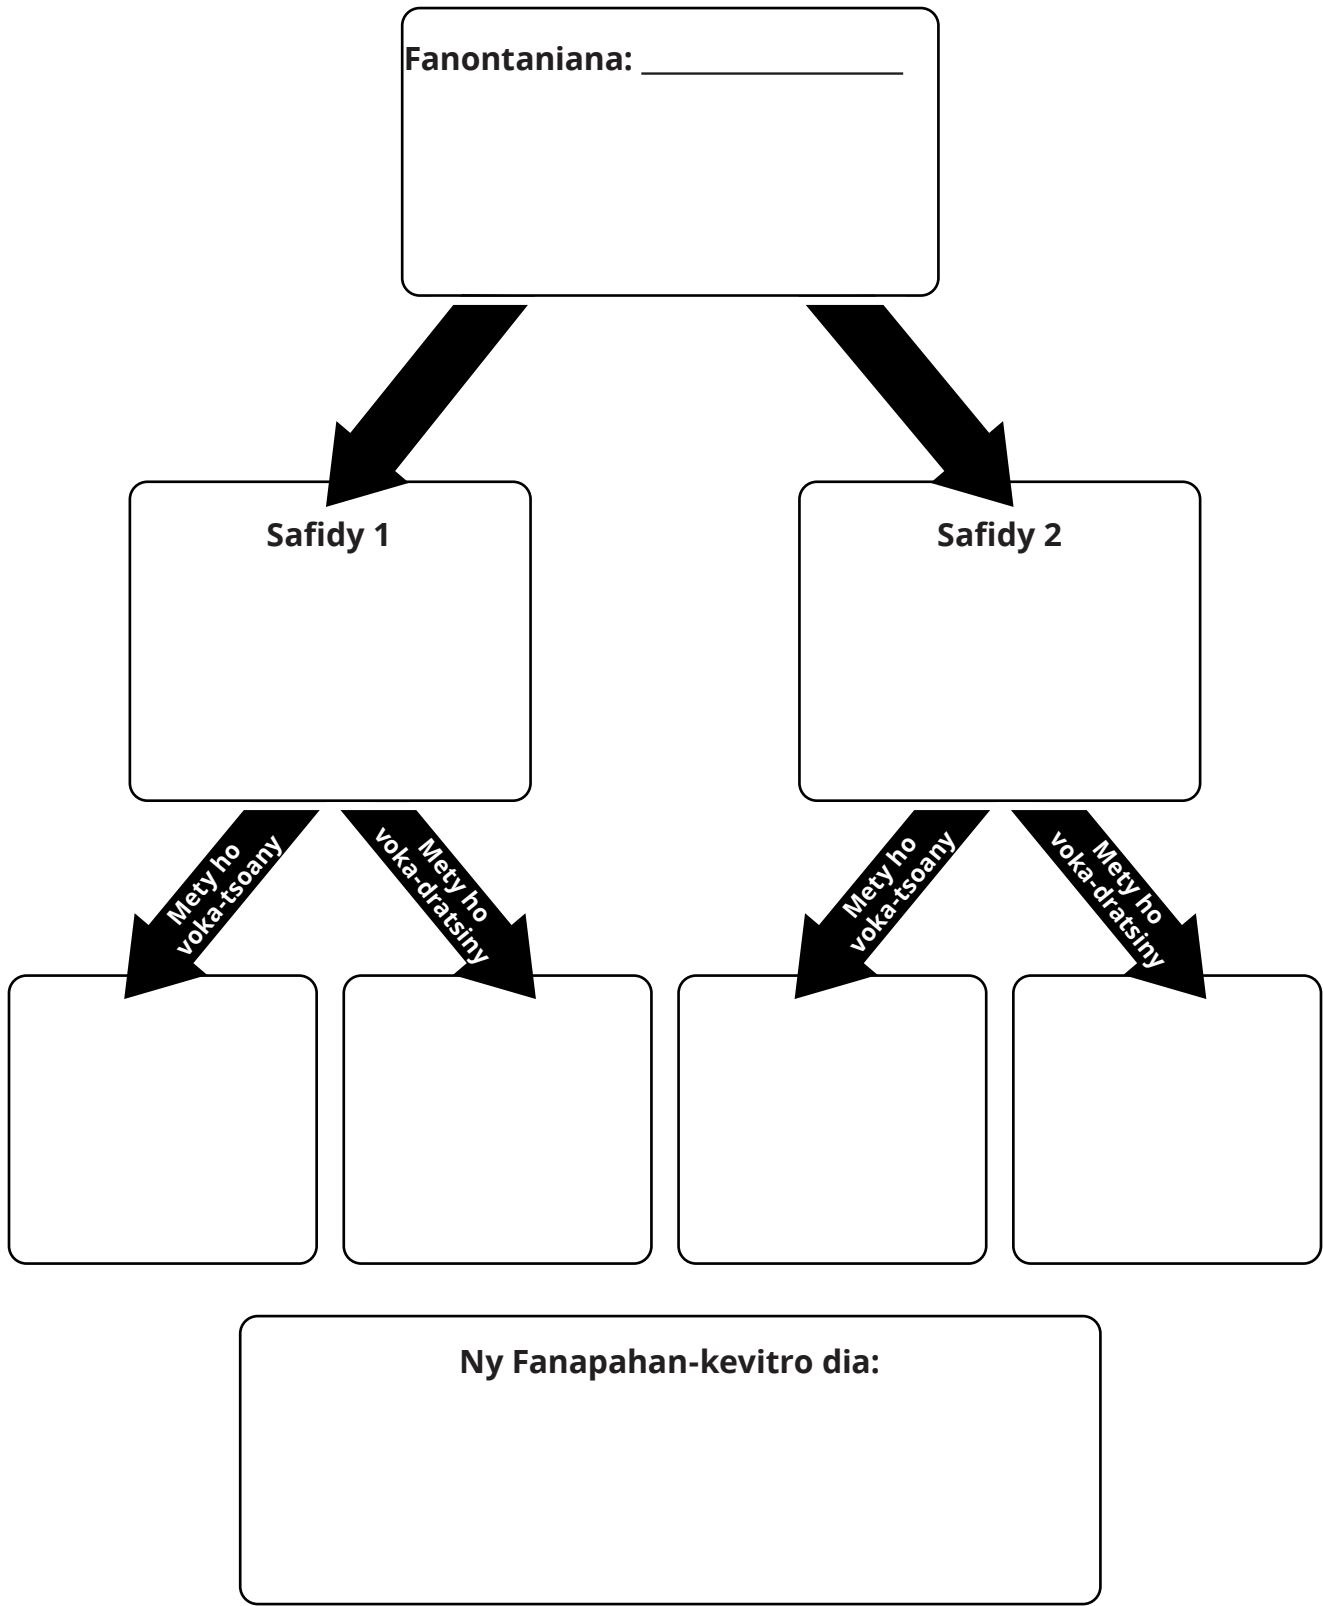 Fanontaniana: _________________
Safidy 1
Safidy 2
Mety ho
voka-tsoany
Mety ho
voka-dratsiny
Mety ho
voka-tsoany
Mety ho
voka-dratsiny
Ny Fanapahan-kevitro dia: